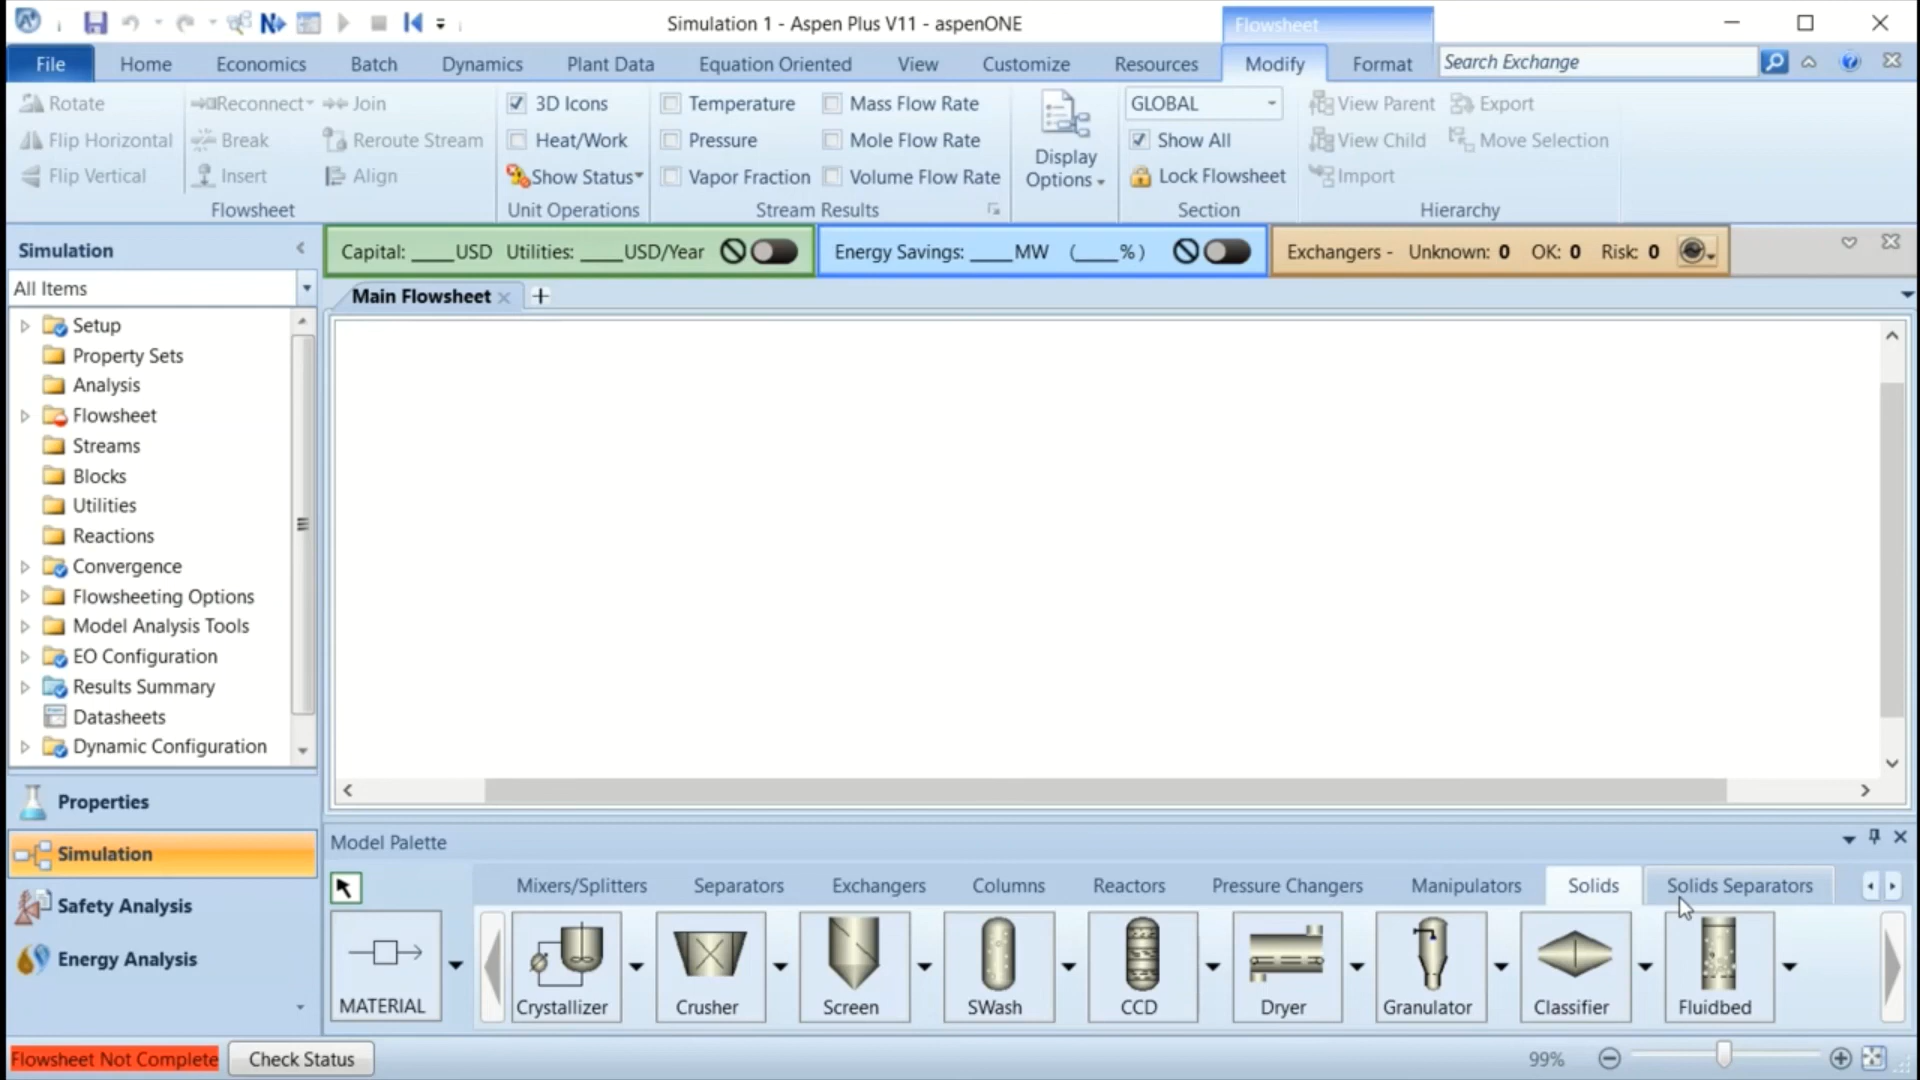 Simulation 1 - Aspen Plus V11 - aspenONE
Flowsheet
File Home Economics Batch Dynamics Plant Data Equation Oriented View Customize Resources Modify Format Search Exchange
Rotate Reconnect Join 3D Icons Temperature Mass Flow Rate GLOBAL View Parent Export
Flip Horizontal Break Reroute Stream Heat/Work Pressure Mole Flow Rate Show All View Child Move Selection
Flip Vertical Insert Align Show Status Vapor Fraction Volume Flow Rate Display Options Lock Flowsheet Import
Flowsheet Unit Operations Stream Results Section Hierarchy
Simulation
Capital: ____USD Utilities: ____USD/Year Energy Savings: ____MW (____%) Exchangers - Unknown: 0 OK: 0 Risk: 0
All Items
Main Flowsheet
Setup
Property Sets
Analysis
Flowsheet
Streams
Blocks
Utilities
Reactions
Convergence
Flowsheeting Options
Model Analysis Tools
EO Configuration
Results Summary
Datasheets
Dynamic Configuration
Properties
Simulation
Safety Analysis
Energy Analysis
Model Palette
Mixers/Splitters Separators Exchangers Columns Reactors Pressure Changers Manipulators Solids Solids Separators
MATERIAL Crystallizer Crusher Screen SWash CCD Dryer Granulator Classifier Fluidbed
Flowsheet Not Complete Check Status 99%